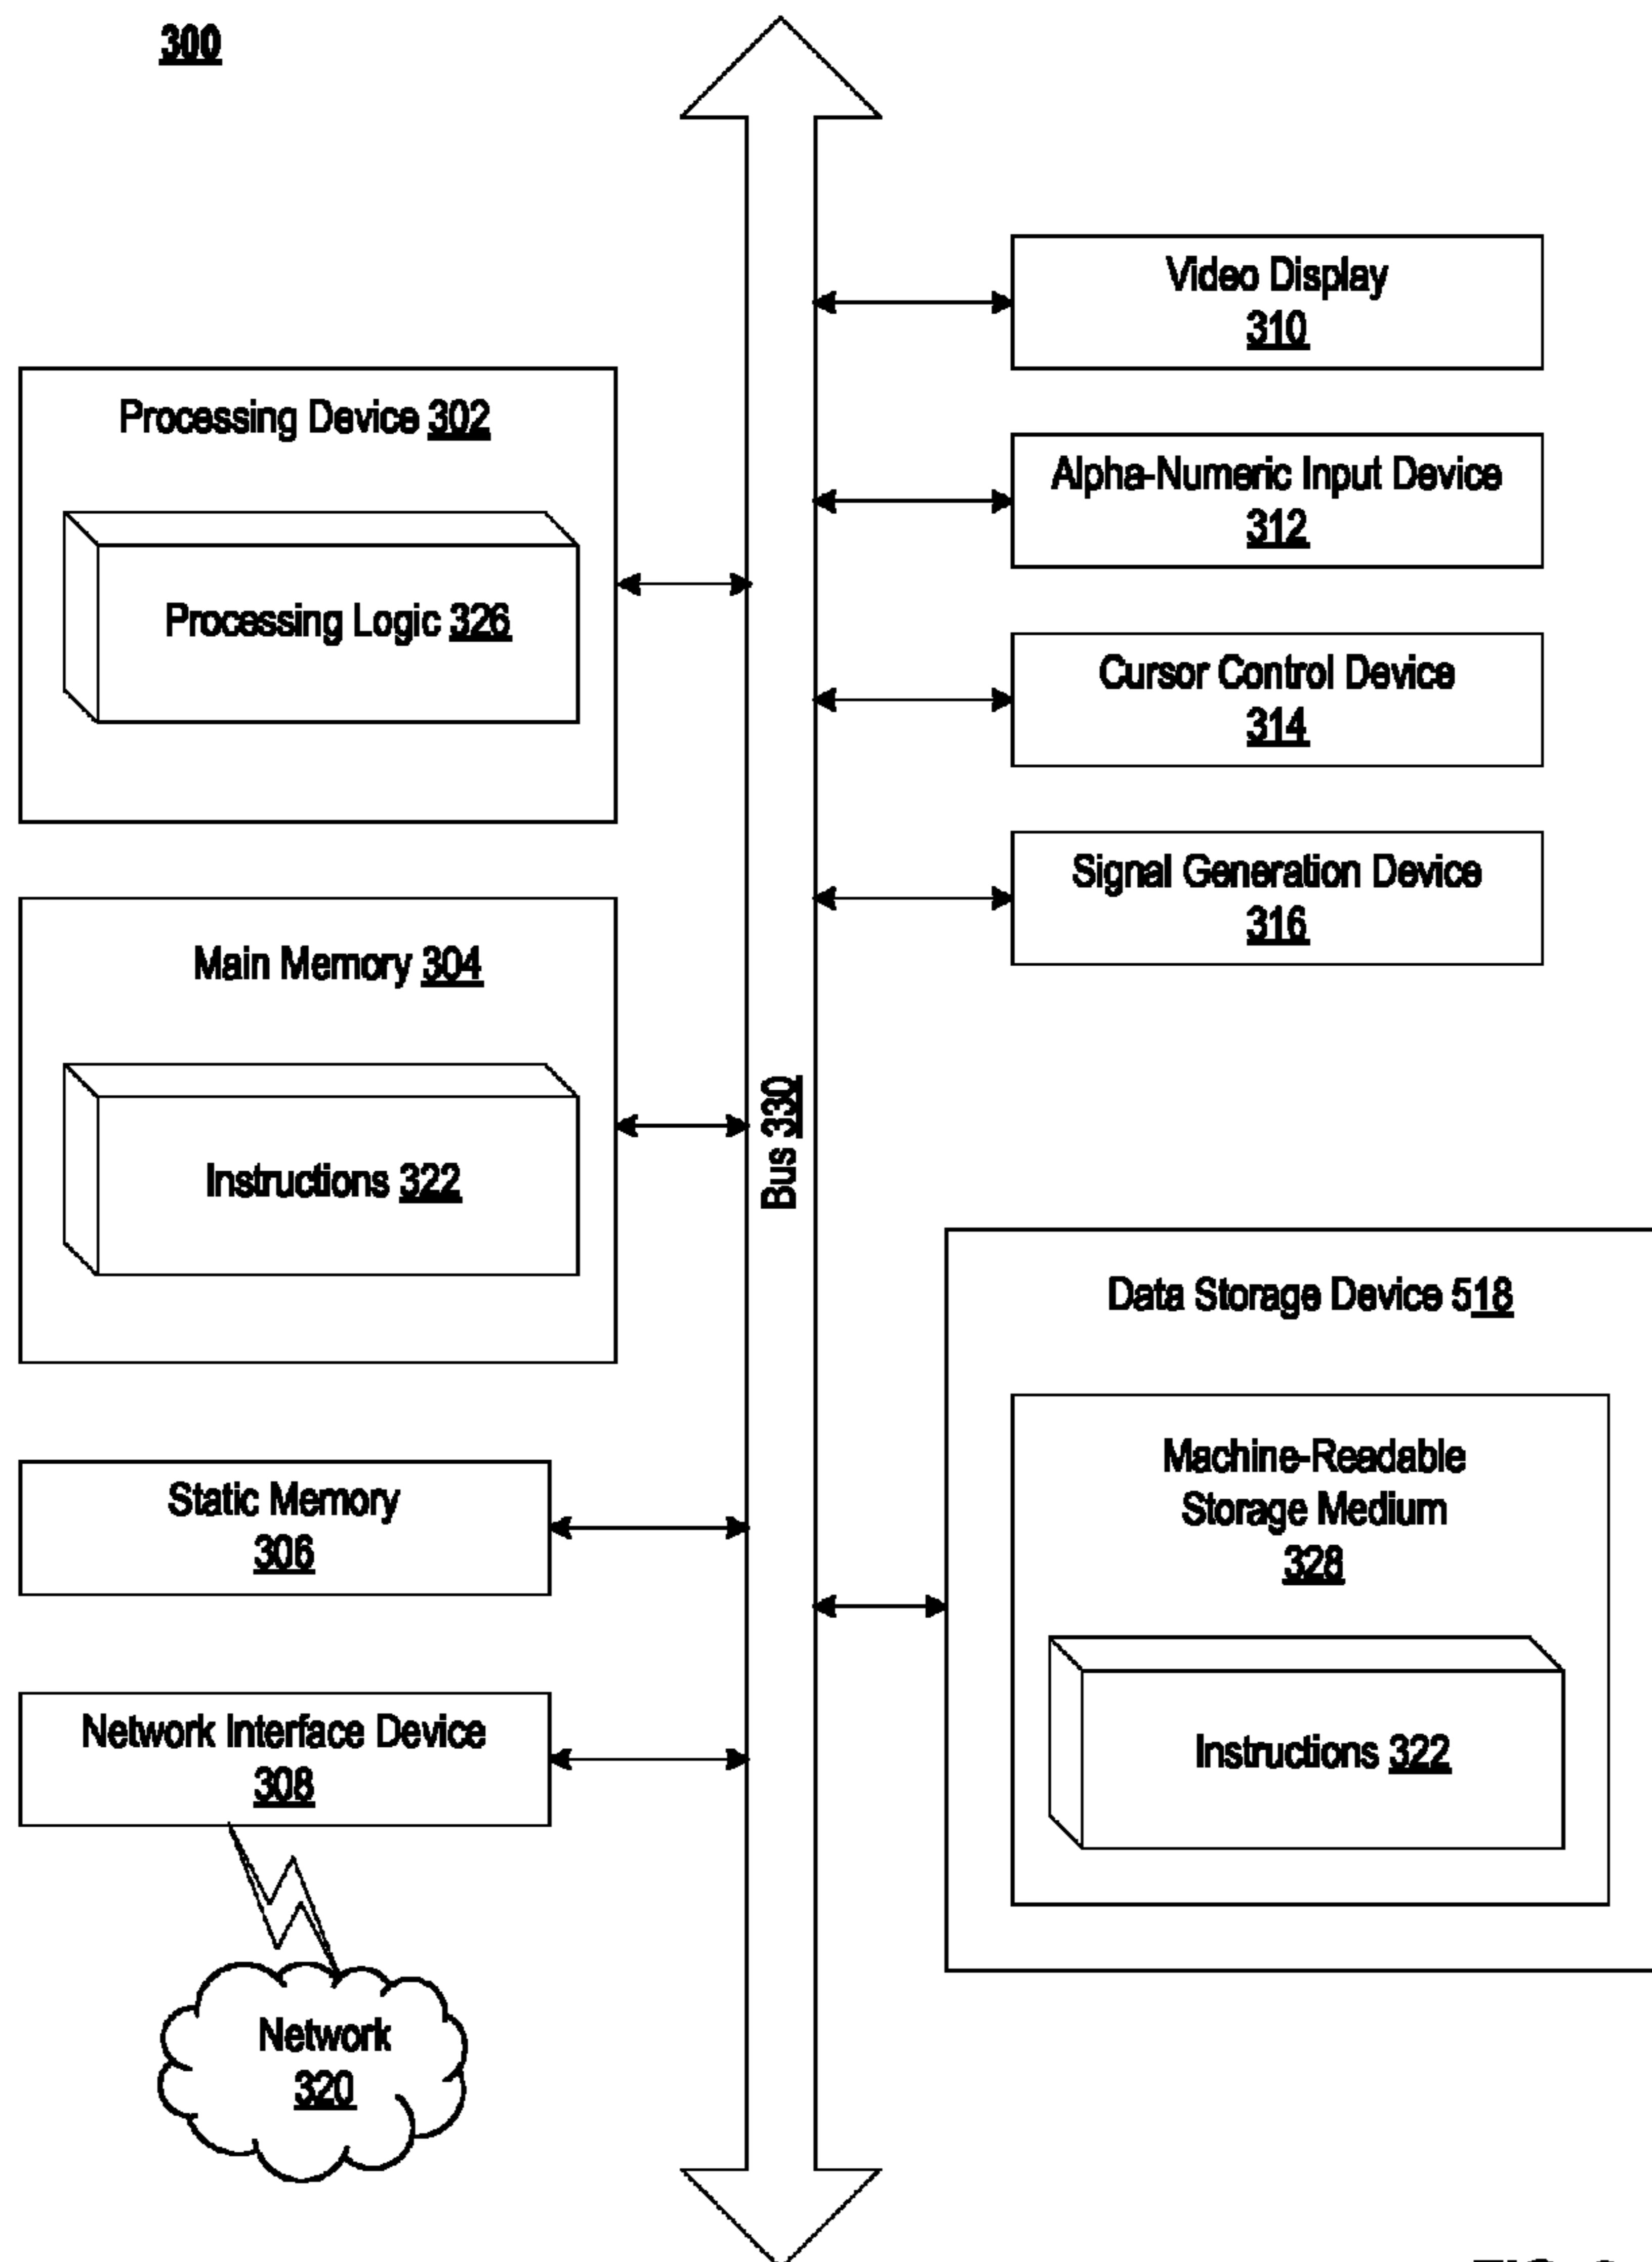 300
Processing Device 302
Processing Logic 326
Main Memory 304
Instructions 322
Static Memory
306
Network Interface Device
308
Network
320
Bus 330
Video Display
310
Alpha-Numeric Input Device
312
Cursor Control Device
314
Signal Generation Device
316
Data Storage Device 518
Machine-Readable
Storage Medium
328
Instructions 322